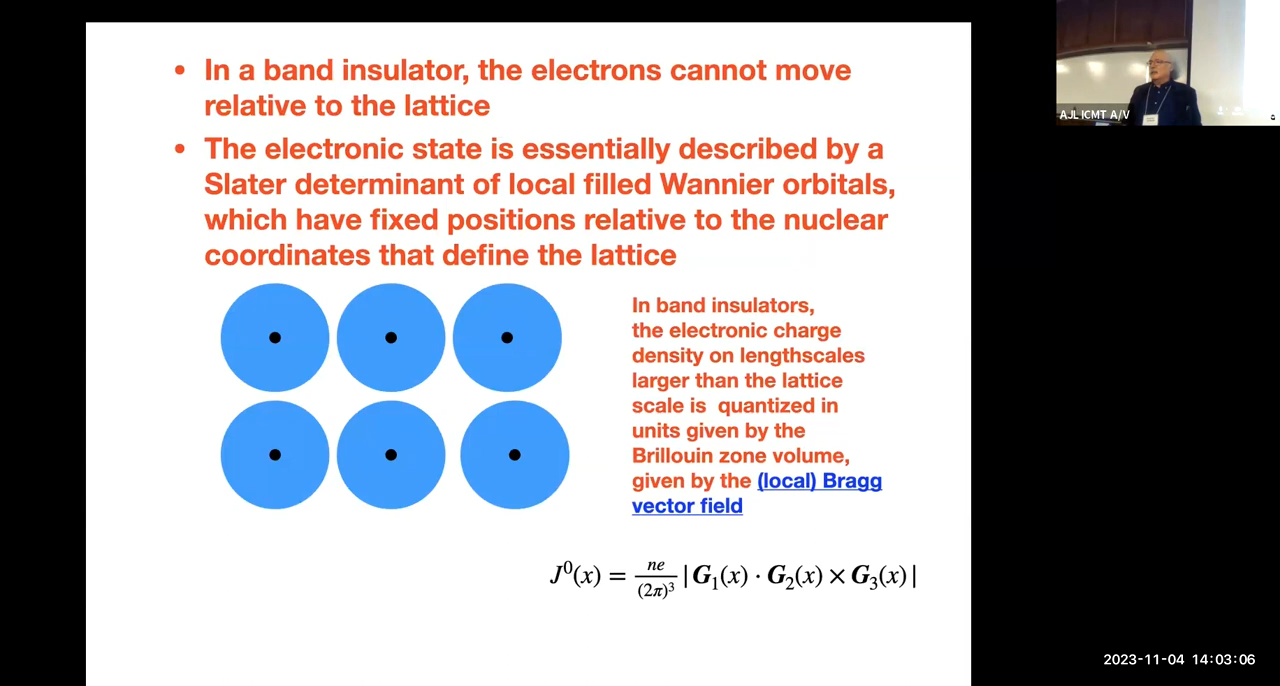 • In a band insulator, the electrons cannot move
relative to the lattice
• The electronic state is essentially described by a
Slater determinant of local filled Wannier orbitals,
which have fixed positions relative to the nuclear
coordinates that define the lattice
In band insulators,
the electronic charge
density on lengthscales
larger than the lattice
scale is quantized in
units given by the
Brillouin zone volume,
given by the (local) Bragg
vector field
J⁰(x) = ne/(2π)³ |G₁(x) · G₂(x) × G₃(x)|
AJL ICMT A/V
2023-11-04 14:03:06